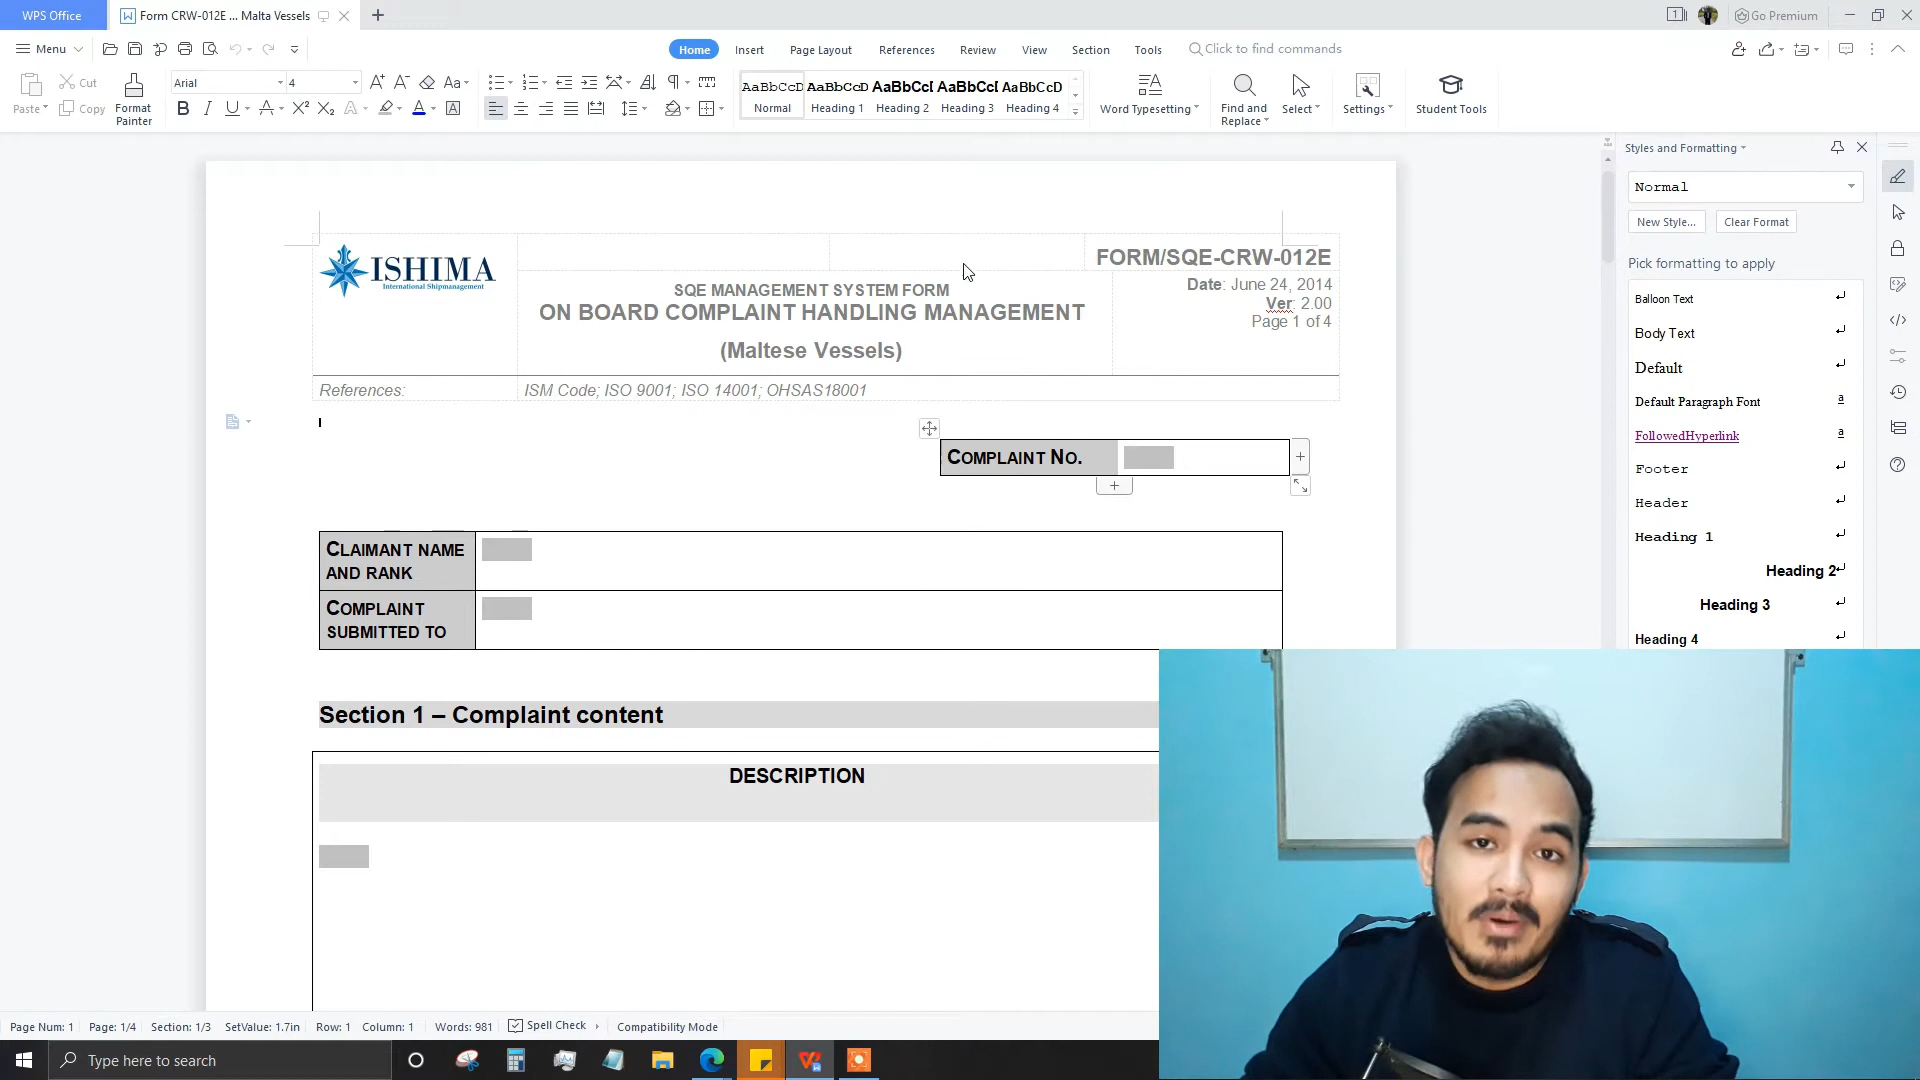 WPS Office
Form CRW-012E ... Malta Vessels
Go Premium
Menu
Home
Insert
Page Layout
References
Review
View
Section
Tools
Click to find commands
Paste
Cut
Copy
Format Painter
Arial
4
AaBbCcD
Normal
AaBbCcD
Heading 1
AaBbCcI
Heading 2
AaBbCcI
Heading 3
AaBbCcD
Heading 4
Word Typesetting
Find and Replace
Select
Settings
Student Tools
Styles and Formatting
Normal
New Style...
Clear Format
Pick formatting to apply
Balloon Text
Body Text
Default
Default Paragraph Font
FollowedHyperlink
Footer
Header
Heading 1
Heading 2
Heading 3
Heading 4
ISHIMA
International Shipmanagement
FORM/SQE-CRW-012E
SQE MANAGEMENT SYSTEM FORM
ON BOARD COMPLAINT HANDLING MANAGEMENT
(Maltese Vessels)
Date: June 24, 2014
Ver: 2.00
Page 1 of 4
References:
ISM Code; ISO 9001; ISO 14001; OHSAS18001
COMPLAINT NO.
CLAIMANT NAME
AND RANK
COMPLAINT
SUBMITTED TO
Section 1 – Complaint content
DESCRIPTION
Page Num: 1
Page: 1/4
Section: 1/3
SetValue: 1.7in
Row: 1
Column: 1
Words: 981
Spell Check
Compatibility Mode
Type here to search